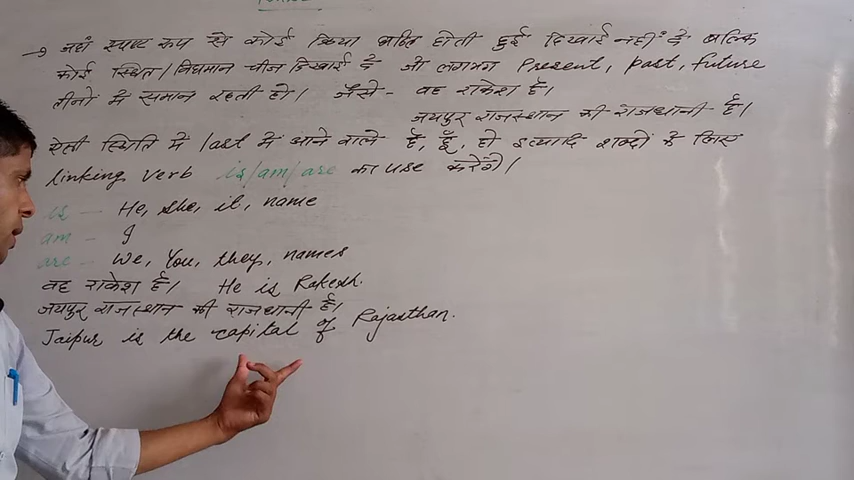 → जहाँ स्पष्ट रूप से कोई क्रिया घटित होती हुई दिखाई नहीं दे बल्कि
कोई स्थिति/विधमान चीज दिखाई दे जो लगभग Present, past, future
तीनों में समान रहती हो। जैसे - वह राकेश है।
जयपुर राजस्थान की राजधानी है।
ऐसी स्थिति में last में आने वाले है, हूँ, हो इत्यादि शब्दों के लिए
linking verb is/am/are का use करेंगे।
is - He, she, it, name
am - I
are - We, You, they, names
वह राकेश है। He is Rakesh.
जयपुर राजस्थान की राजधानी है।
Jaipur is the capital of Rajasthan.